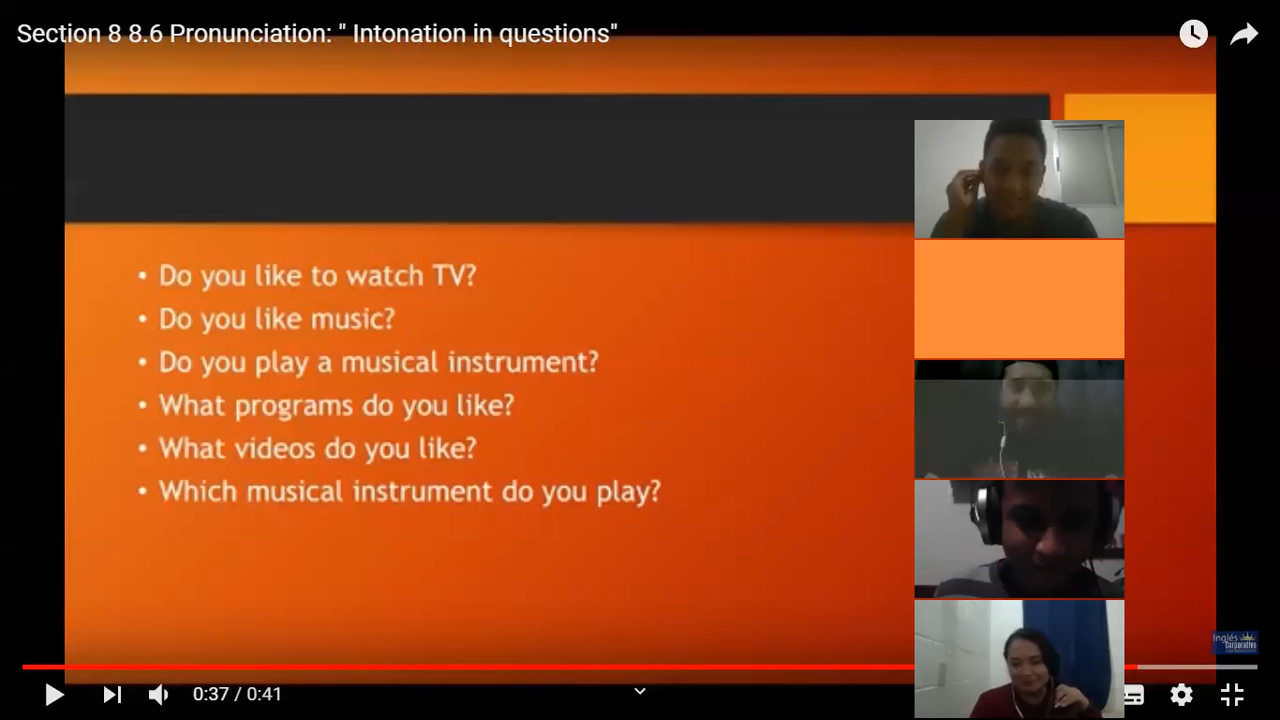 Section 8 8.6 Pronunciation: " Intonation in questions"
• Do you like to watch TV?
• Do you like music?
• Do you play a musical instrument?
• What programs do you like?
• What videos do you like?
• Which musical instrument do you play?
Inglés
Corporativo
0:37 / 0:41